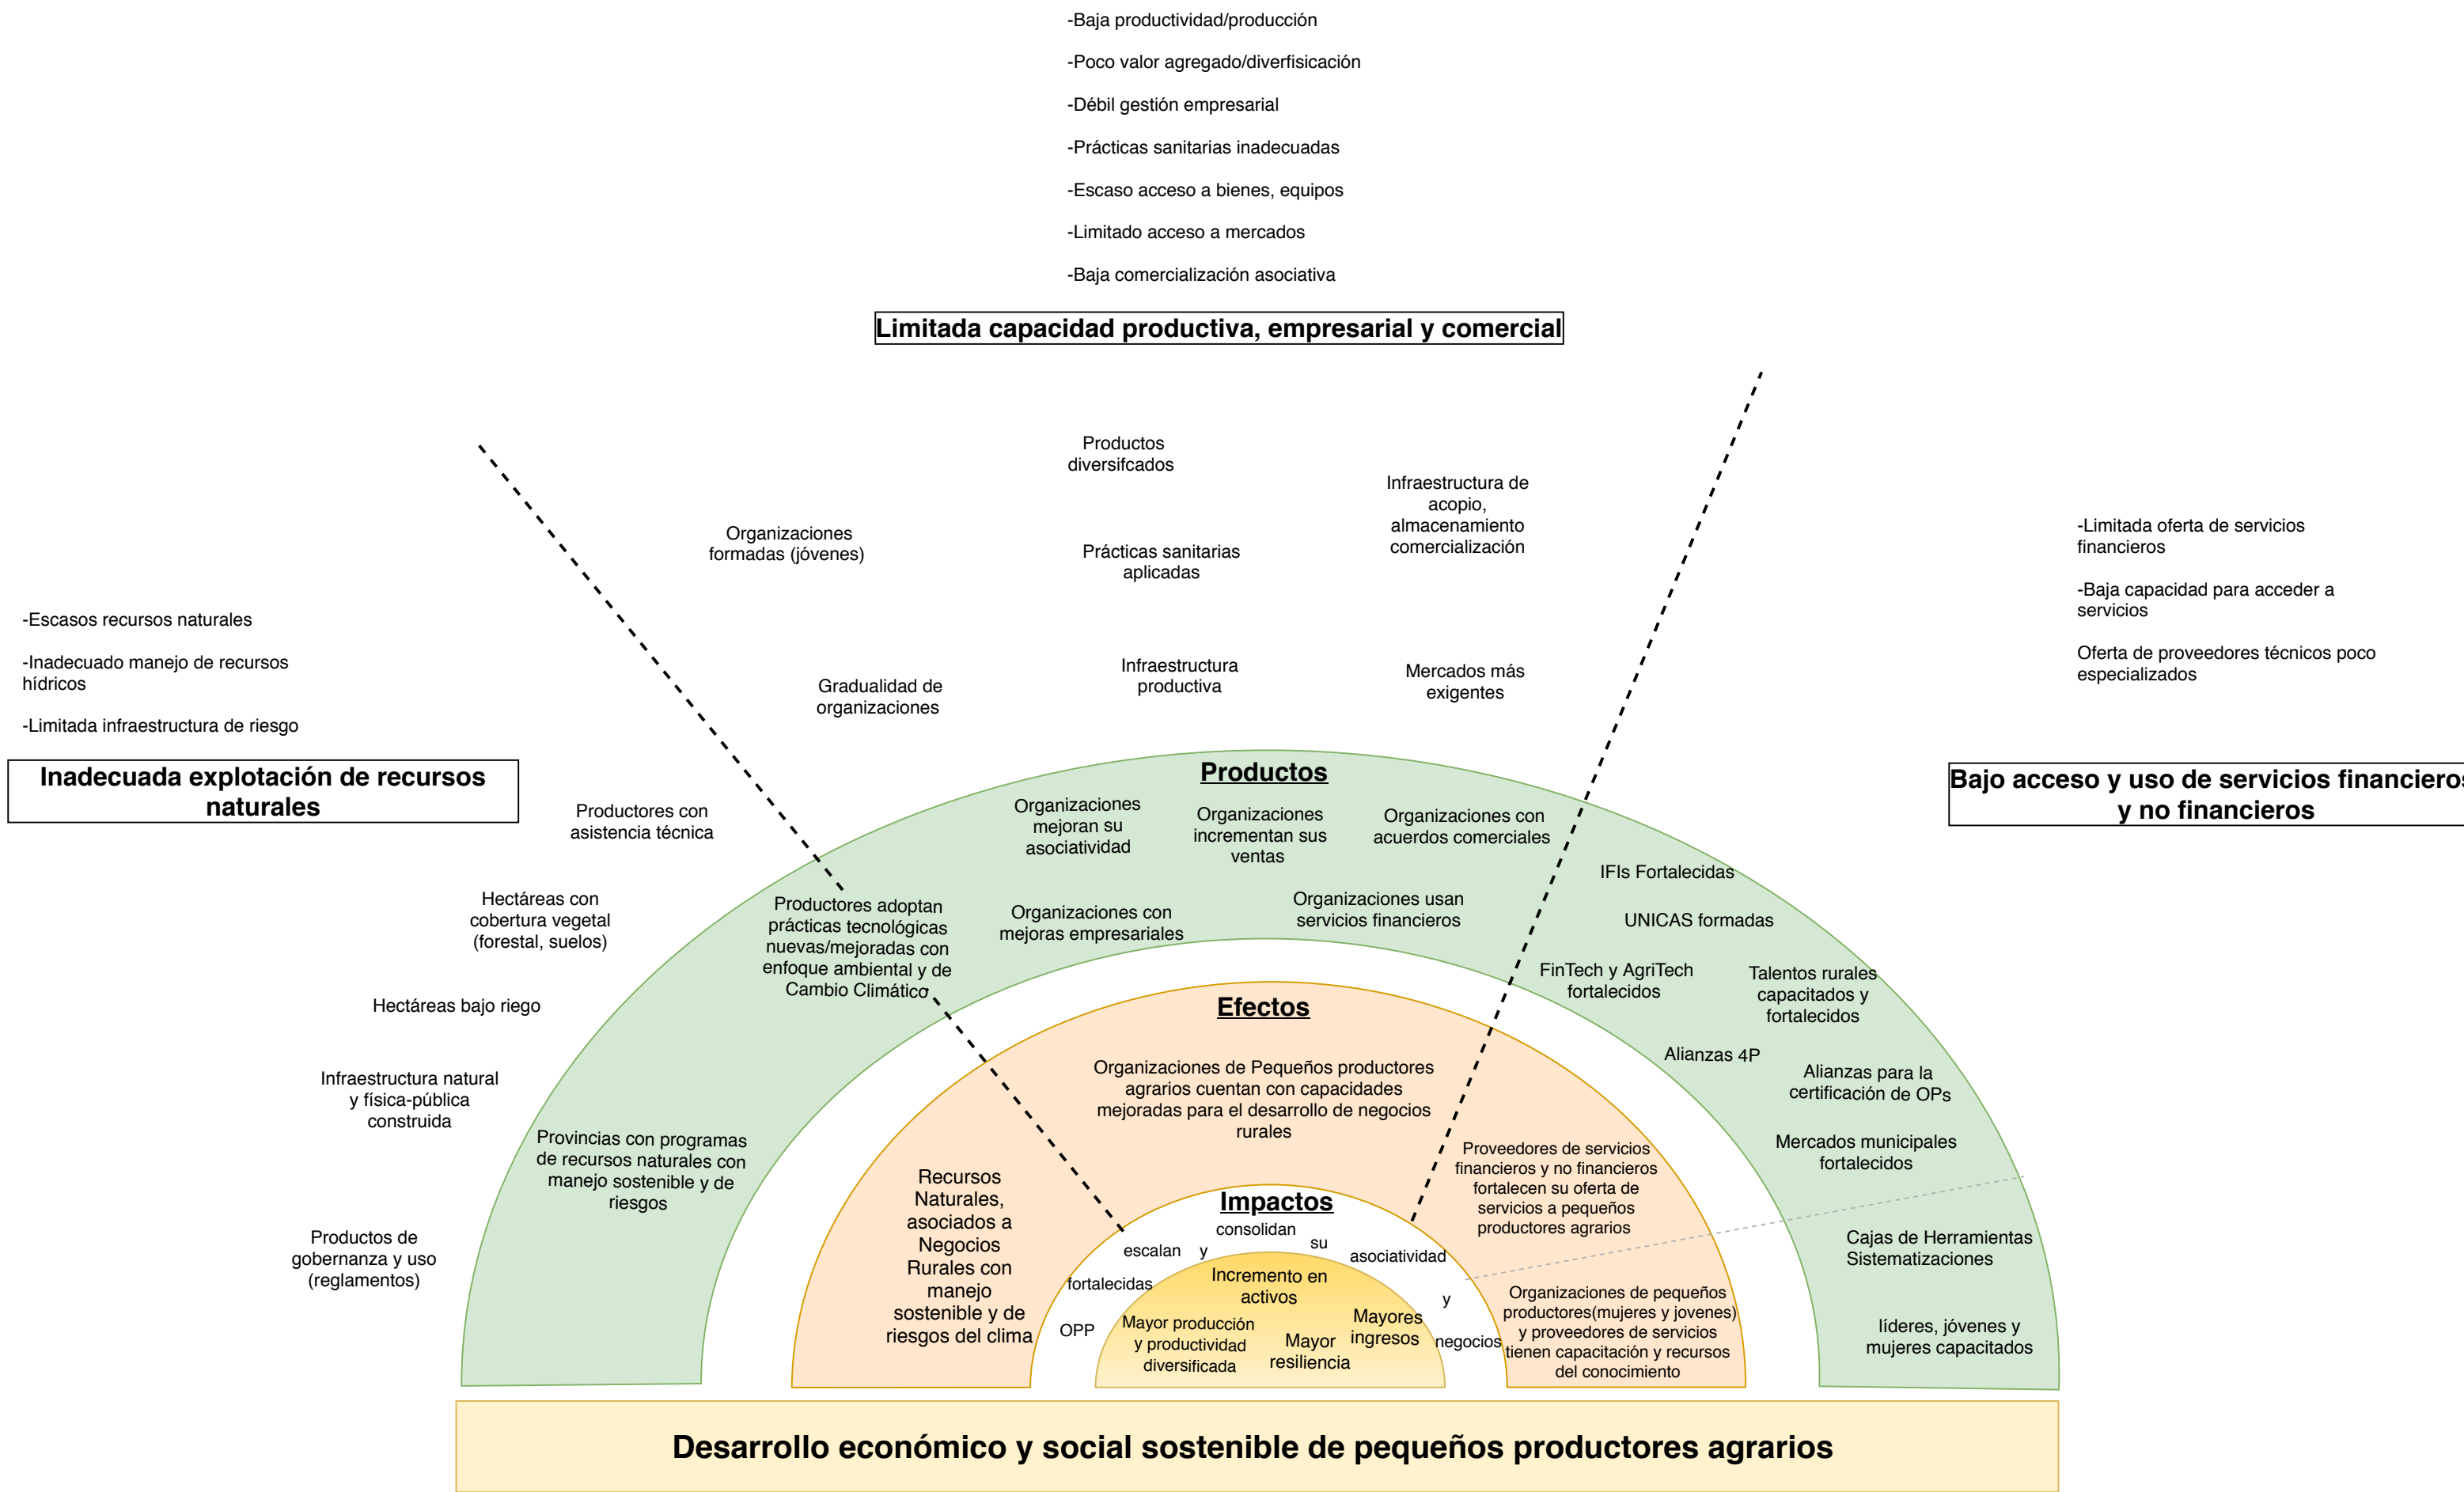 -Baja productividad/producción
-Poco valor agregado/diverfisicación
-Débil gestión empresarial
-Prácticas sanitarias inadecuadas
-Escaso acceso a bienes, equipos
-Limitado acceso a mercados
-Baja comercialización asociativa
Limitada capacidad productiva, empresarial y comercial
-Escasos recursos naturales
-Inadecuado manejo de recursos
hídricos
-Limitada infraestructura de riesgo
Inadecuada explotación de recursos
naturales
-Limitada oferta de servicios
financieros
-Baja capacidad para acceder a
servicios
Oferta de proveedores técnicos poco
especializados
Bajo acceso y uso de servicios financieros
y no financieros
Productos
diversifcados
Organizaciones
formadas (jóvenes)
Prácticas sanitarias
aplicadas
Infraestructura de
acopio,
almacenamiento
comercialización
Gradualidad de
organizaciones
Infraestructura
productiva
Mercados más
exigentes
Productores con
asistencia técnica
Hectáreas con
cobertura vegetal
(forestal, suelos)
Hectáreas bajo riego
Infraestructura natural
y física-pública
construida
Productos de
gobernanza y uso
(reglamentos)
Productos
Organizaciones
mejoran su
asociatividad
Organizaciones
incrementan sus
ventas
Organizaciones con
acuerdos comerciales
Productores adoptan
prácticas tecnológicas
nuevas/mejoradas con
enfoque ambiental y de
Cambio Climático
Organizaciones con
mejoras empresariales
Organizaciones usan
servicios financieros
IFIs Fortalecidas
UNICAS formadas
FinTech y AgriTech
fortalecidos
Talentos rurales
capacitados y
fortalecidos
Alianzas 4P
Alianzas para la
certificación de OPs
Mercados municipales
fortalecidos
Cajas de Herramientas
Sistematizaciones
líderes, jóvenes y
mujeres capacitados
Provincias con programas
de recursos naturales con
manejo sostenible y de
riesgos
Efectos
Organizaciones de Pequeños productores
agrarios cuentan con capacidades
mejoradas para el desarrollo de negocios
rurales
Recursos
Naturales,
asociados a
Negocios
Rurales con
manejo
sostenible y de
riesgos del clima
Proveedores de servicios
financieros y no financieros
fortalecen su oferta de
servicios a pequeños
productores agrarios
Organizaciones de pequeños
productores(mujeres y jovenes)
y proveedores de servicios
tienen capacitación y recursos
del conocimiento
Impactos
OPP
fortalecidas
escalan
y
consolidan
su
asociatividad
y
negocios
Incremento en
activos
Mayor producción
y productividad
diversificada
Mayor
resiliencia
Mayores
ingresos
Desarrollo económico y social sostenible de pequeños productores agrarios